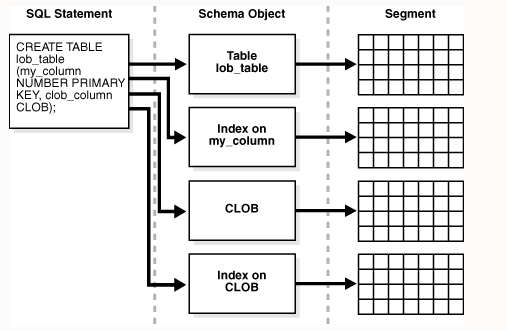 SQL Statement
Schema Object
Segment
CREATE TABLE
lob_table
(my_column
NUMBER PRIMARY
KEY, clob_column
CLOB);
Table
lob_table
Index on
my_column
CLOB
Index on
CLOB